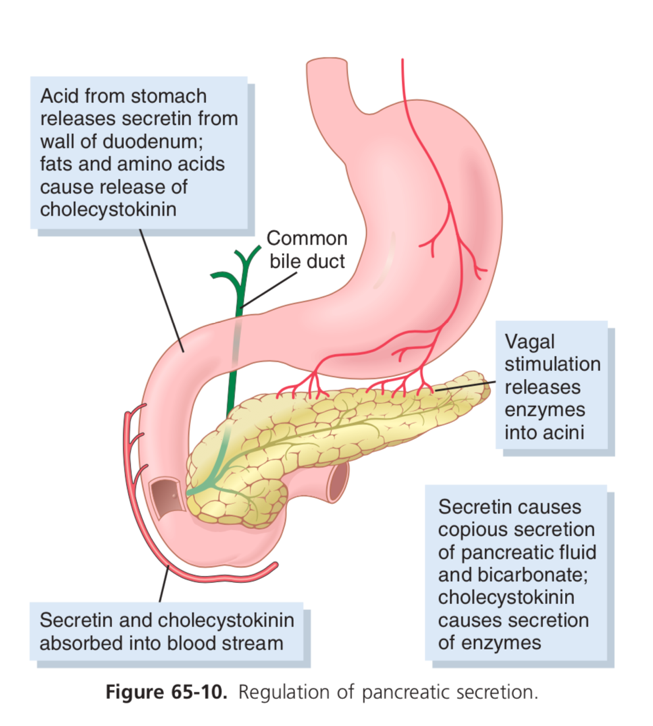 Acid from stomach
releases secretin from
wall of duodenum;
fats and amino acids
cause release of
cholecystokinin
Common
bile duct
Vagal
stimulation
releases
enzymes
into acini
Secretin causes
copious secretion
of pancreatic fluid
and bicarbonate;
cholecystokinin
causes secretion
of enzymes
Secretin and cholecystokinin
absorbed into blood stream
Figure 65-10. Regulation of pancreatic secretion.